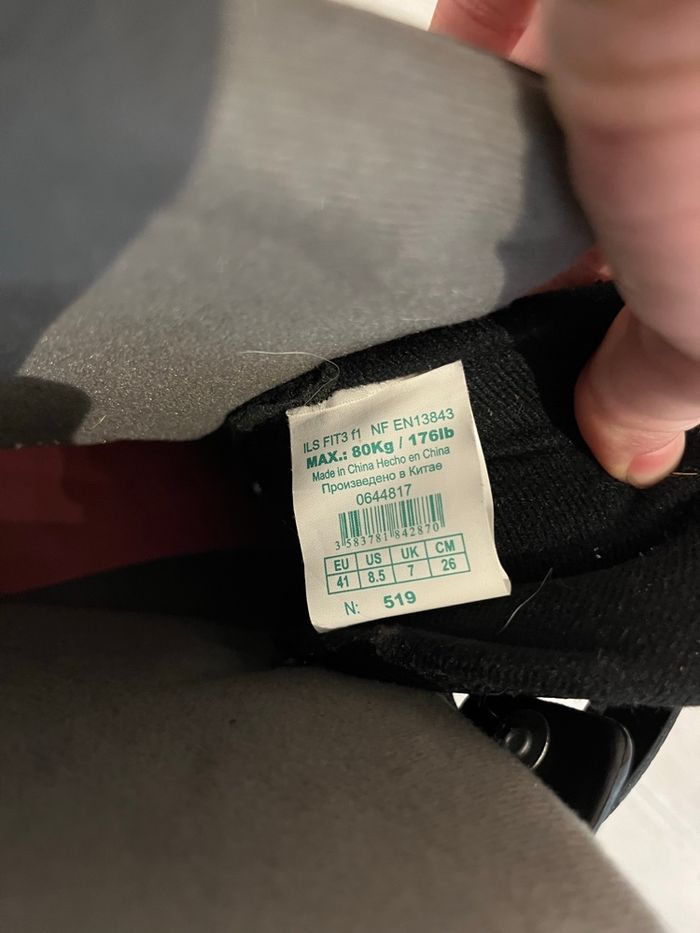 ILS FIT3 f1 NF EN13843
MAX.: 80Kg / 176lb
Made in China Hecho en China
Произведено в Китае
0644817
3 583781 842870
EU US UK CM
41 8.5 7 26
N: 519